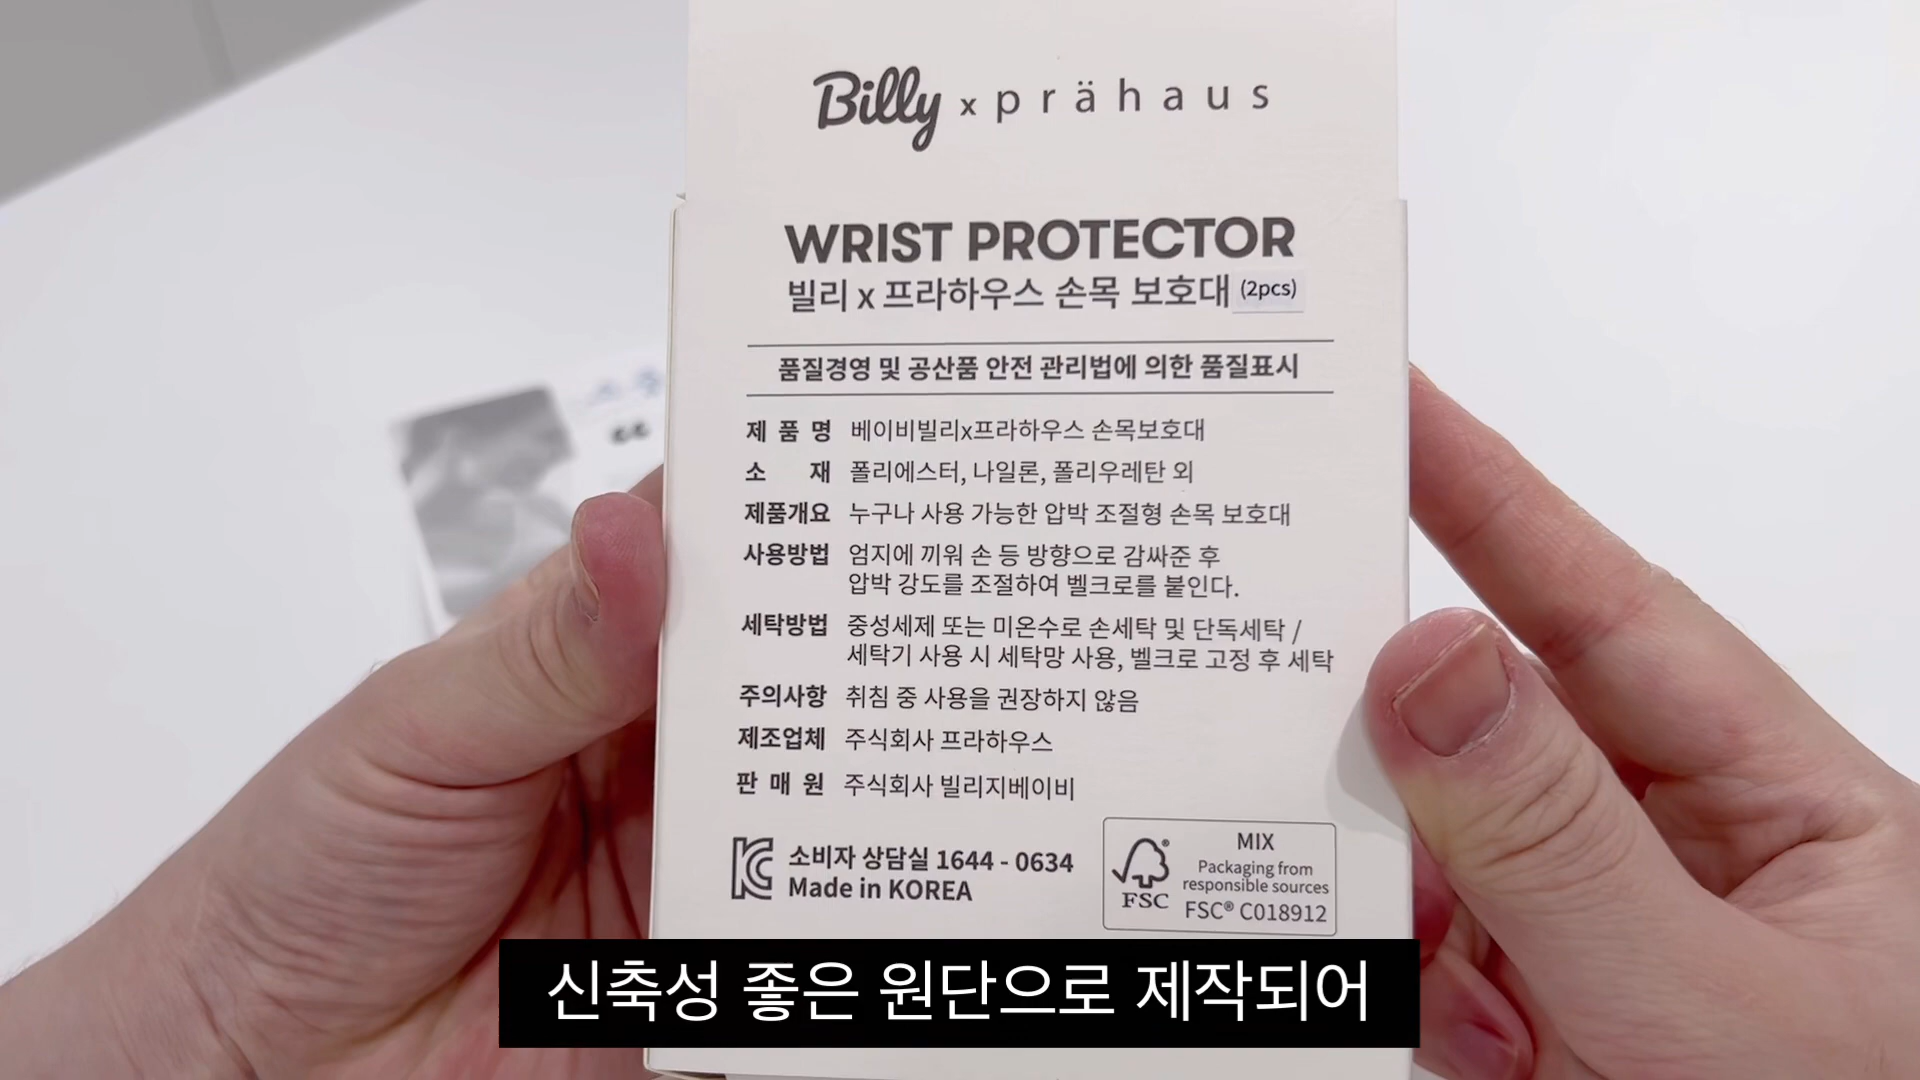 Billy x prähaus
WRIST PROTECTOR
빌리 x 프라하우스 손목 보호대 (2pcs)
품질경영 및 공산품 안전 관리법에 의한 품질표시
제 품 명 베이비빌리x프라하우스 손목보호대
소 재 폴리에스터, 나일론, 폴리우레탄 외
제품개요 누구나 사용 가능한 압박 조절형 손목 보호대
사용방법 엄지에 끼워 손 등 방향으로 감싸준 후
압박 강도를 조절하여 벨크로를 붙인다.
세탁방법 중성세제 또는 미온수로 손세탁 및 단독세탁 /
세탁기 사용 시 세탁망 사용, 벨크로 고정 후 세탁
주의사항 취침 중 사용을 권장하지 않음
제조업체 주식회사 프라하우스
판 매 원 주식회사 빌리지베이비
소비자 상담실 1644 - 0634
Made in KOREA
FSC
MIX
Packaging from
responsible sources
FSC® C018912
신축성 좋은 원단으로 제작되어